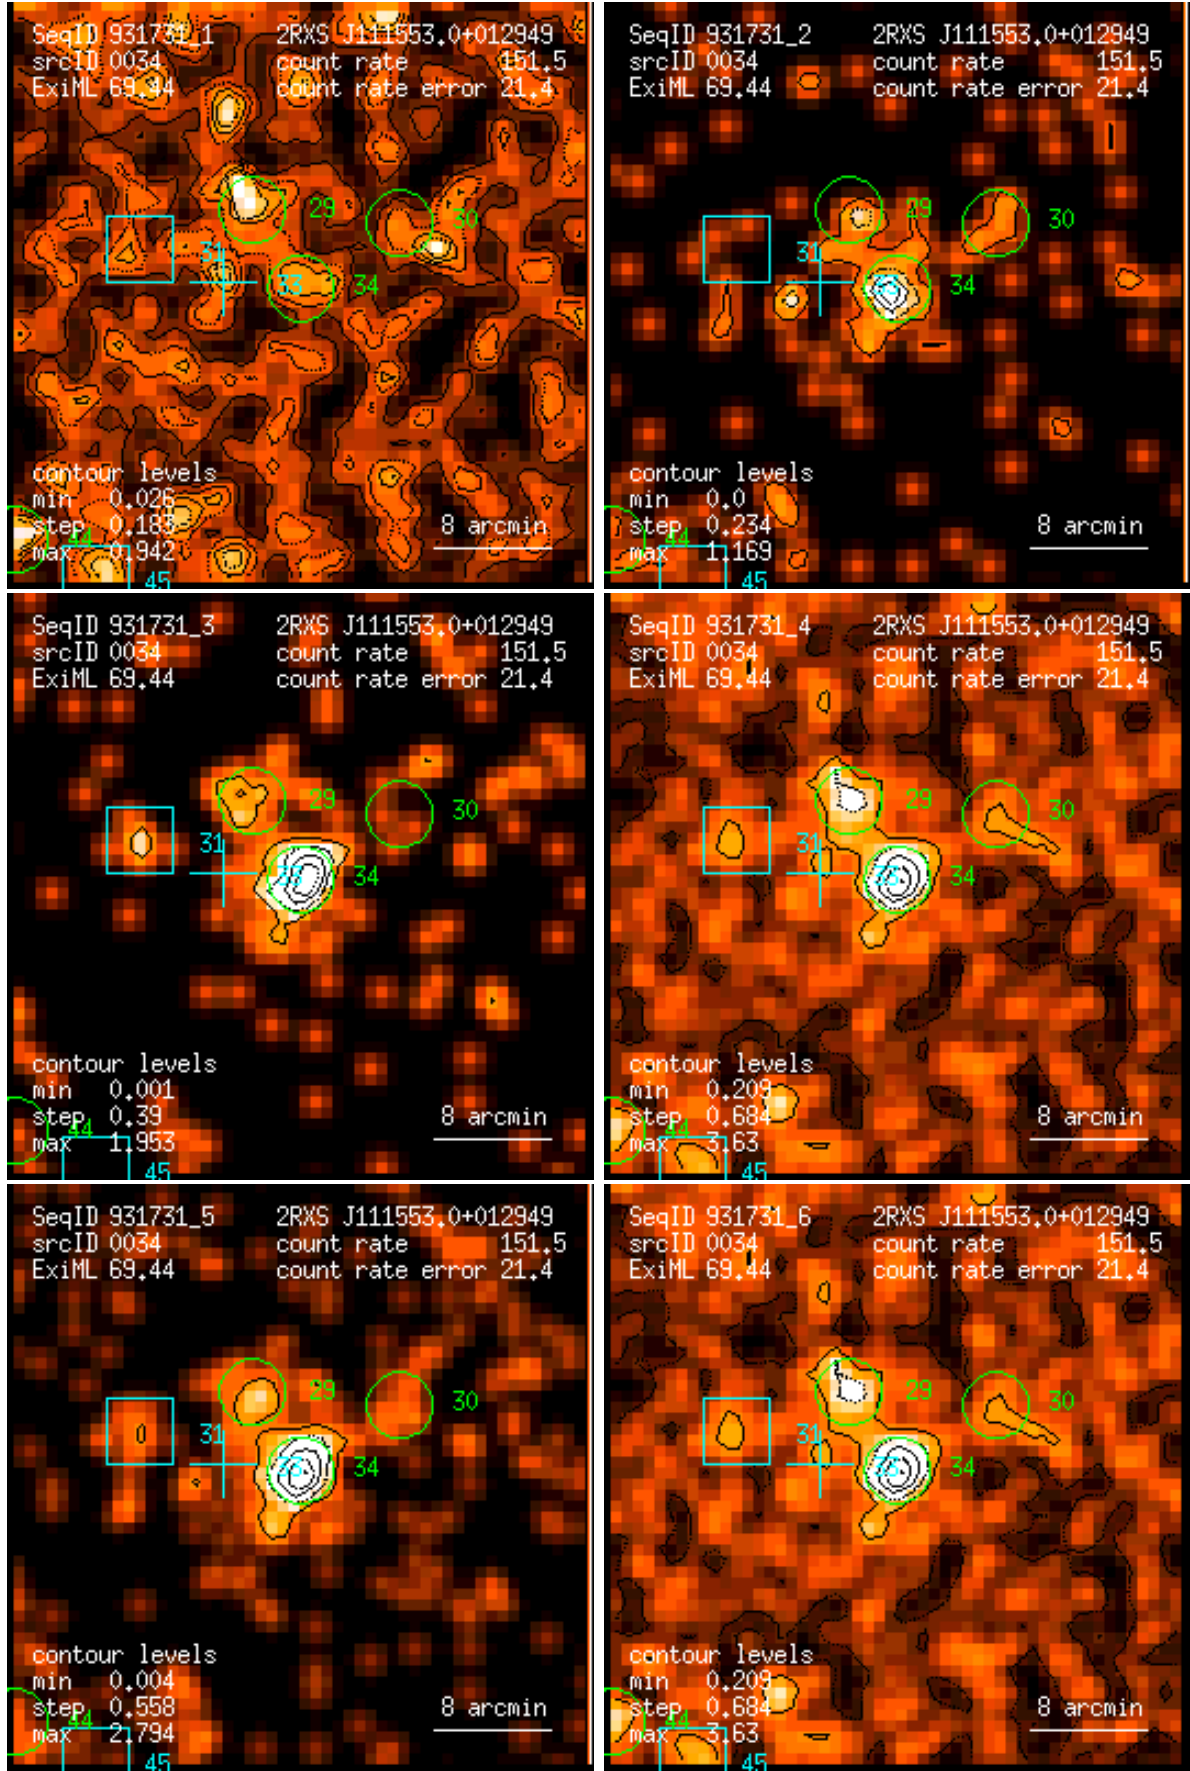 SeqID 931731_1 2RXS J111553.0+012949
srcID 0034 count rate 151.5
ExiML 69.44 count rate error 21.4
29
30
31
33 34
contour levels
min 0.026
step 0.183
8 arcmin
max 0.942
44
45
SeqID 931731_2 2RXS J111553.0+012949
srcID 0034 count rate 151.5
ExiML 69.44 count rate error 21.4
29
30
31
33 34
contour levels
min 0.0
step 0.234
8 arcmin
max 1.169
44
45
SeqID 931731_3 2RXS J111553.0+012949
srcID 0034 count rate 151.5
ExiML 69.44 count rate error 21.4
29
30
31
33 34
contour levels
min 0.001
step 0.39
8 arcmin
max 1.953
44
45
SeqID 931731_4 2RXS J111553.0+012949
srcID 0034 count rate 151.5
ExiML 69.44 count rate error 21.4
29
30
31
33 34
contour levels
min 0.209
step 0.684
8 arcmin
max 3.63
44
45
SeqID 931731_5 2RXS J111553.0+012949
srcID 0034 count rate 151.5
ExiML 69.44 count rate error 21.4
29
30
31
33 34
contour levels
min 0.004
step 0.558
8 arcmin
max 2.794
44
45
SeqID 931731_6 2RXS J111553.0+012949
srcID 0034 count rate 151.5
ExiML 69.44 count rate error 21.4
29
30
31
33 34
contour levels
min 0.209
step 0.684
8 arcmin
max 3.63
44
45